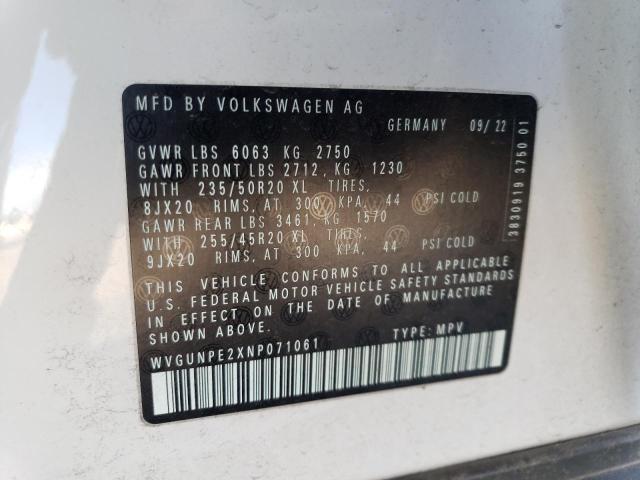 MFD BY VOLKSWAGEN AG
GERMANY 09/ 22
GVWR LBS 6063 KG 2750
GAWR FRONT LBS 2712, KG 1230
WITH 235/50R20 XL TIRES,
8JX20 RIMS, AT 300 KPA, 44 PSI COLD
GAWR REAR LBS 3461, KG 1570
WITH 255/45R20 XL TIRES,
9JX20 RIMS, AT 300 KPA, 44 PSI COLD
THIS VEHICLE CONFORMS TO ALL APPLICABLE
U.S. FEDERAL MOTOR VEHICLE SAFETY STANDARDS
IN EFFECT ON THE DATE OF MANUFACTURE
SHOWN ABOVE.
WVGUNPE2XNP071061 TYPE: MPV
3830919 3750 01